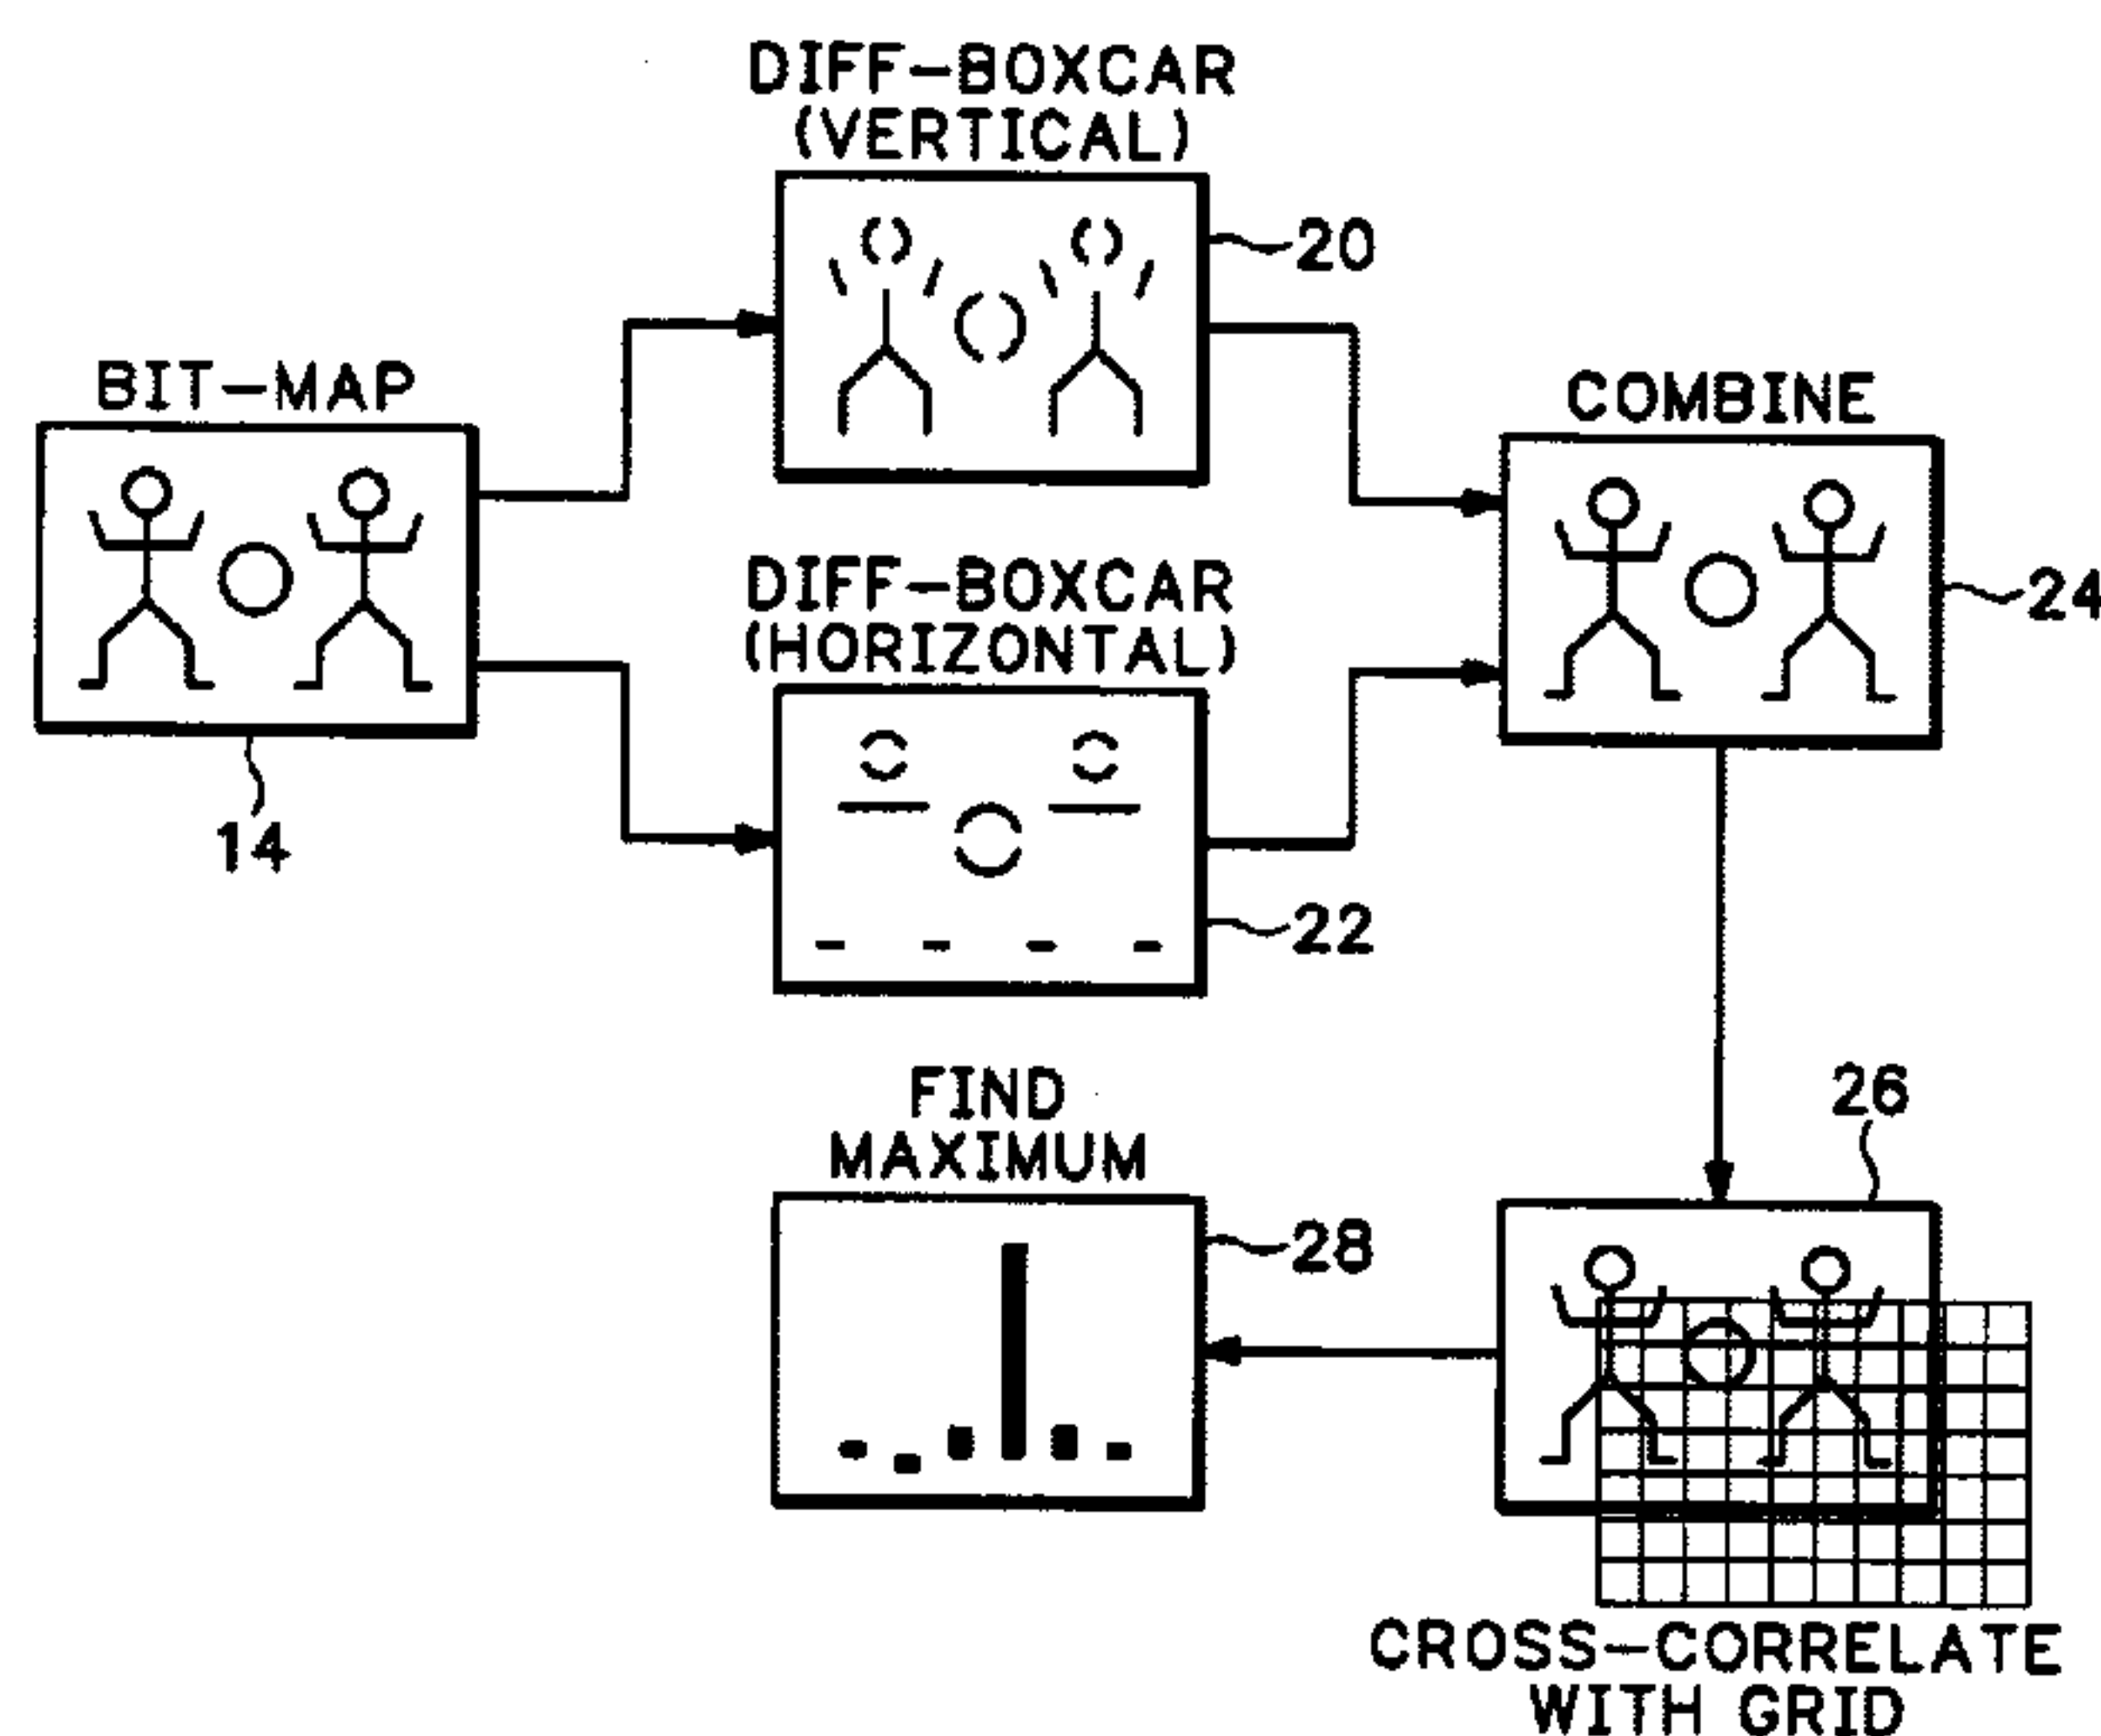 DIFF-BOXCAR
(VERTICAL)
20
BIT-MAP
14
COMBINE
24
DIFF-BOXCAR
(HORIZONTAL)
22
FIND
MAXIMUM
28
26
CROSS-CORRELATE
WITH GRID